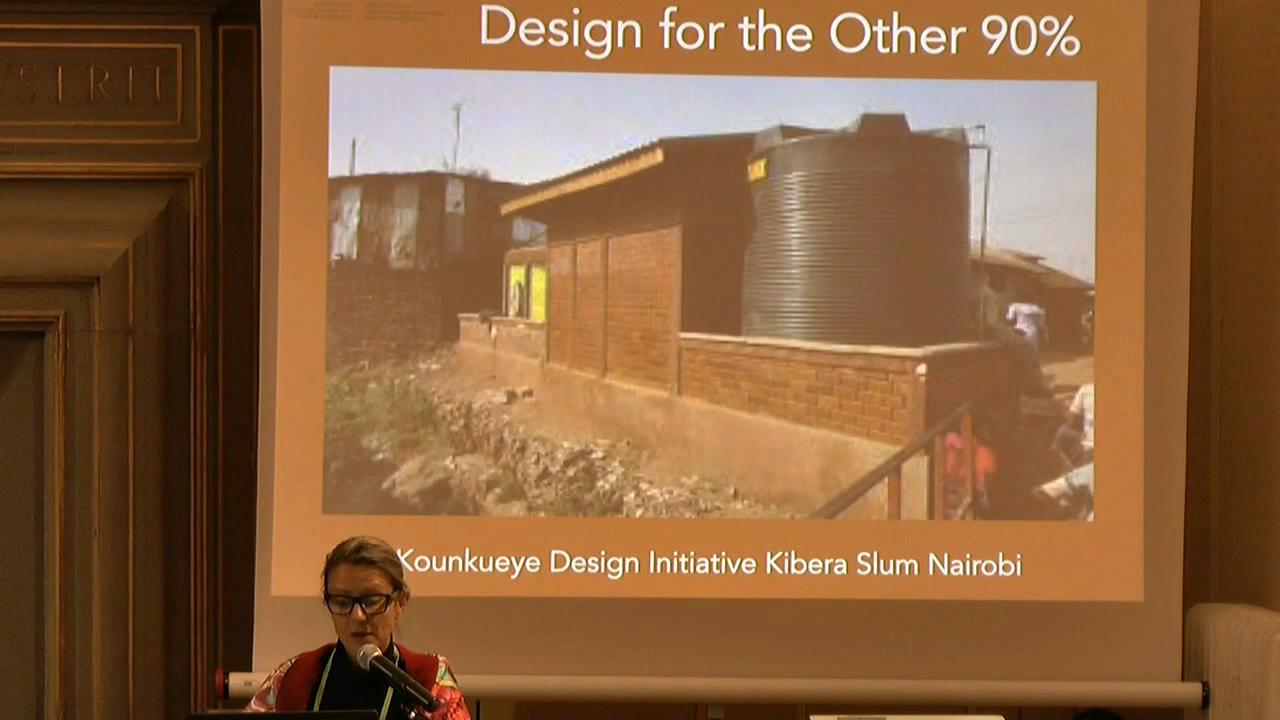 Design for the Other 90%
Kounkueye Design Initiative Kibera Slum Nairobi